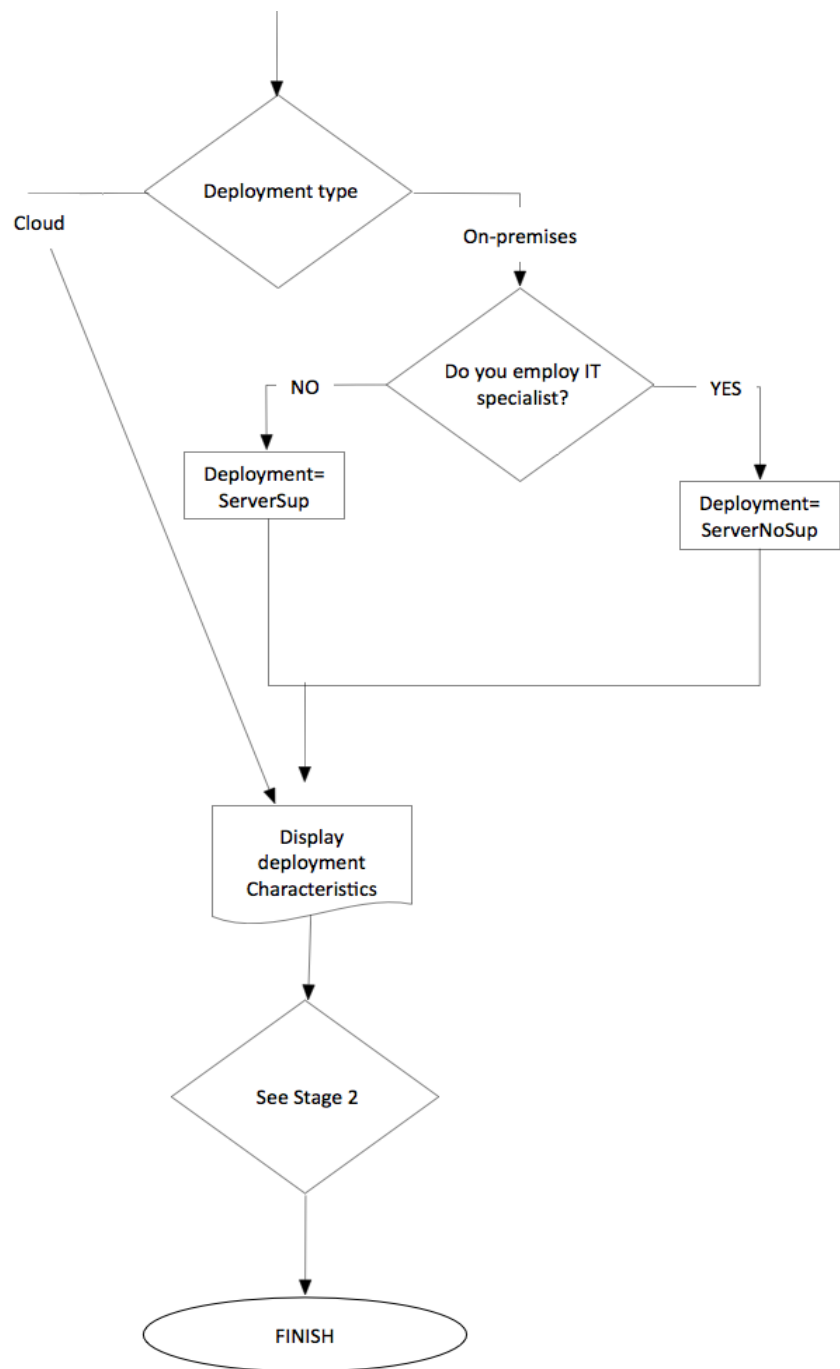 Deployment type
Cloud
On-premises
Do you employ IT
specialist?
NO
YES
Deployment=
ServerSup
Deployment=
ServerNoSup
Display
deployment
Characteristics
See Stage 2
FINISH